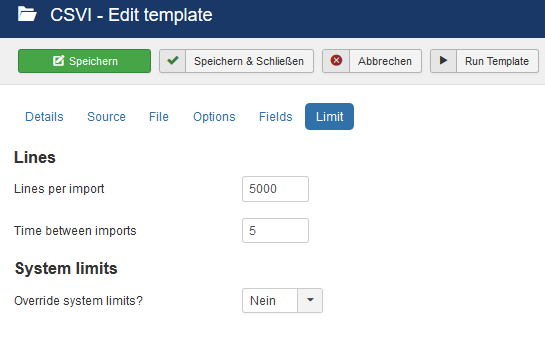 CSVI - Edit template
Speichern Speichern & Schließen Abbrechen Run Template
Details Source File Options Fields Limit
Lines
Lines per import 5000
Time between imports 5
System limits
Override system limits? Nein